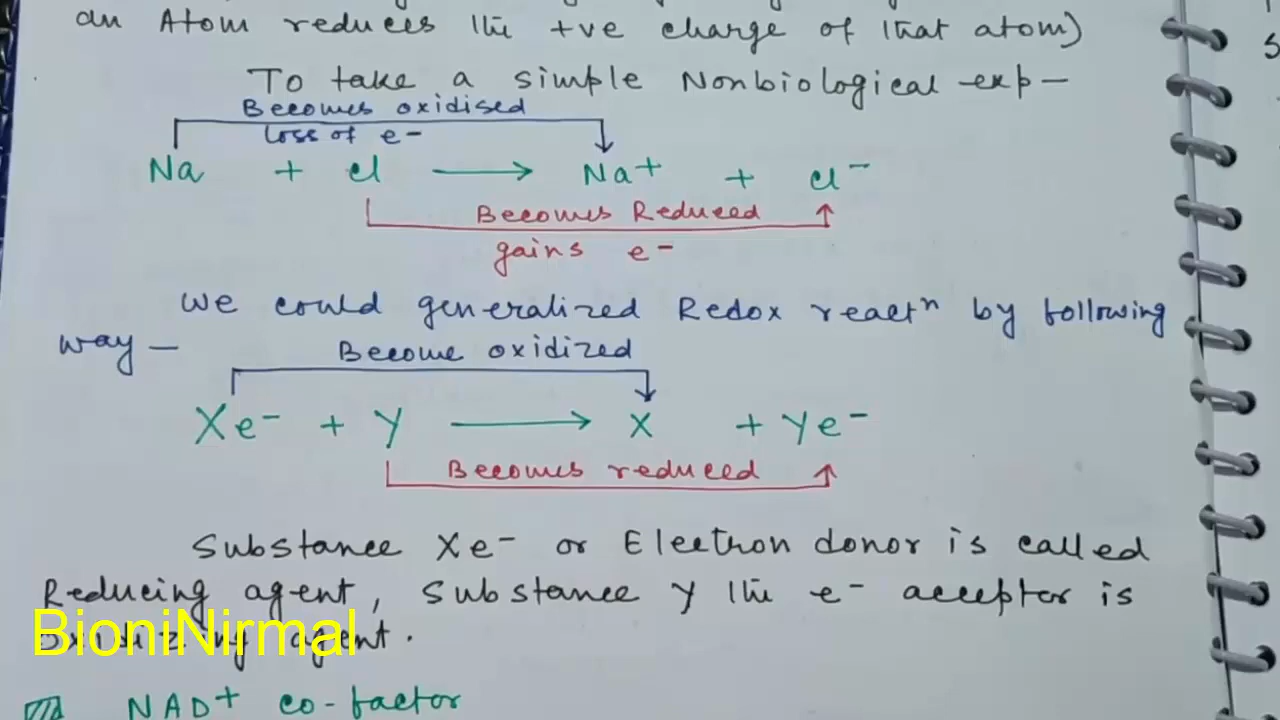 an Atom reduces the +ve charge of that atom)
To take a simple Nonbiological exp —
Becomes oxidised
loss of e-
Na + Cl → Na+ + Cl-
Becomes Reduced
gains e-
We could generalized Redox reactn by following
way —
Become oxidized
Xe- + Y → X + Ye-
Becomes reduced
Substance Xe- or Electron donor is called
Reducing agent, Substance Y the e- acceptor is
Oxidizing agent.
BioniNirmal
NAD+ co-factor